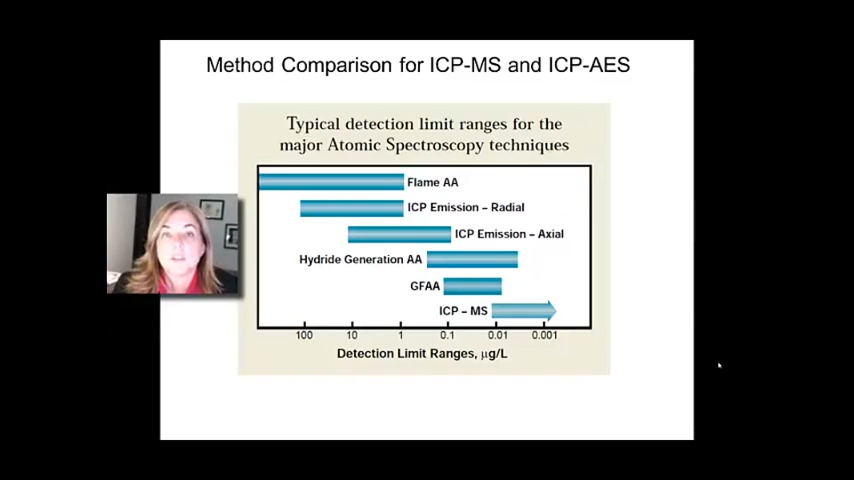 Method Comparison for ICP-MS and ICP-AES
Typical detection limit ranges for the
major Atomic Spectroscopy techniques
Flame AA
ICP Emission – Radial
ICP Emission – Axial
Hydride Generation AA
GFAA
ICP – MS
100 10 1 0.1 0.01 0.001
Detection Limit Ranges, µg/L